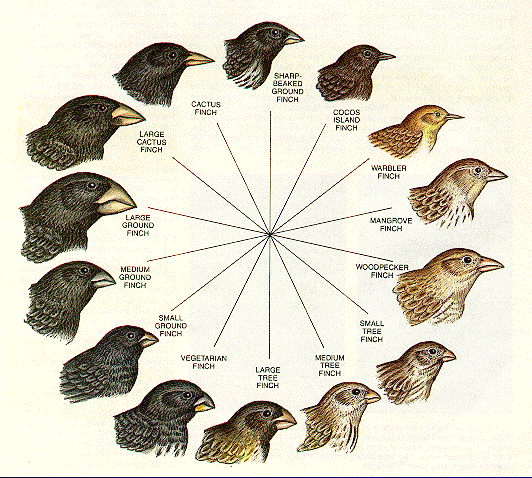 SHARP-
BEAKED
GROUND
FINCH
COCOS
ISLAND
FINCH
WARBLER
FINCH
MANGROVE
FINCH
WOODPECKER
FINCH
SMALL
TREE
FINCH
MEDIUM
TREE
FINCH
LARGE
TREE
FINCH
VEGETARIAN
FINCH
SMALL
GROUND
FINCH
MEDIUM
GROUND
FINCH
LARGE
GROUND
FINCH
LARGE
CACTUS
FINCH
CACTUS
FINCH